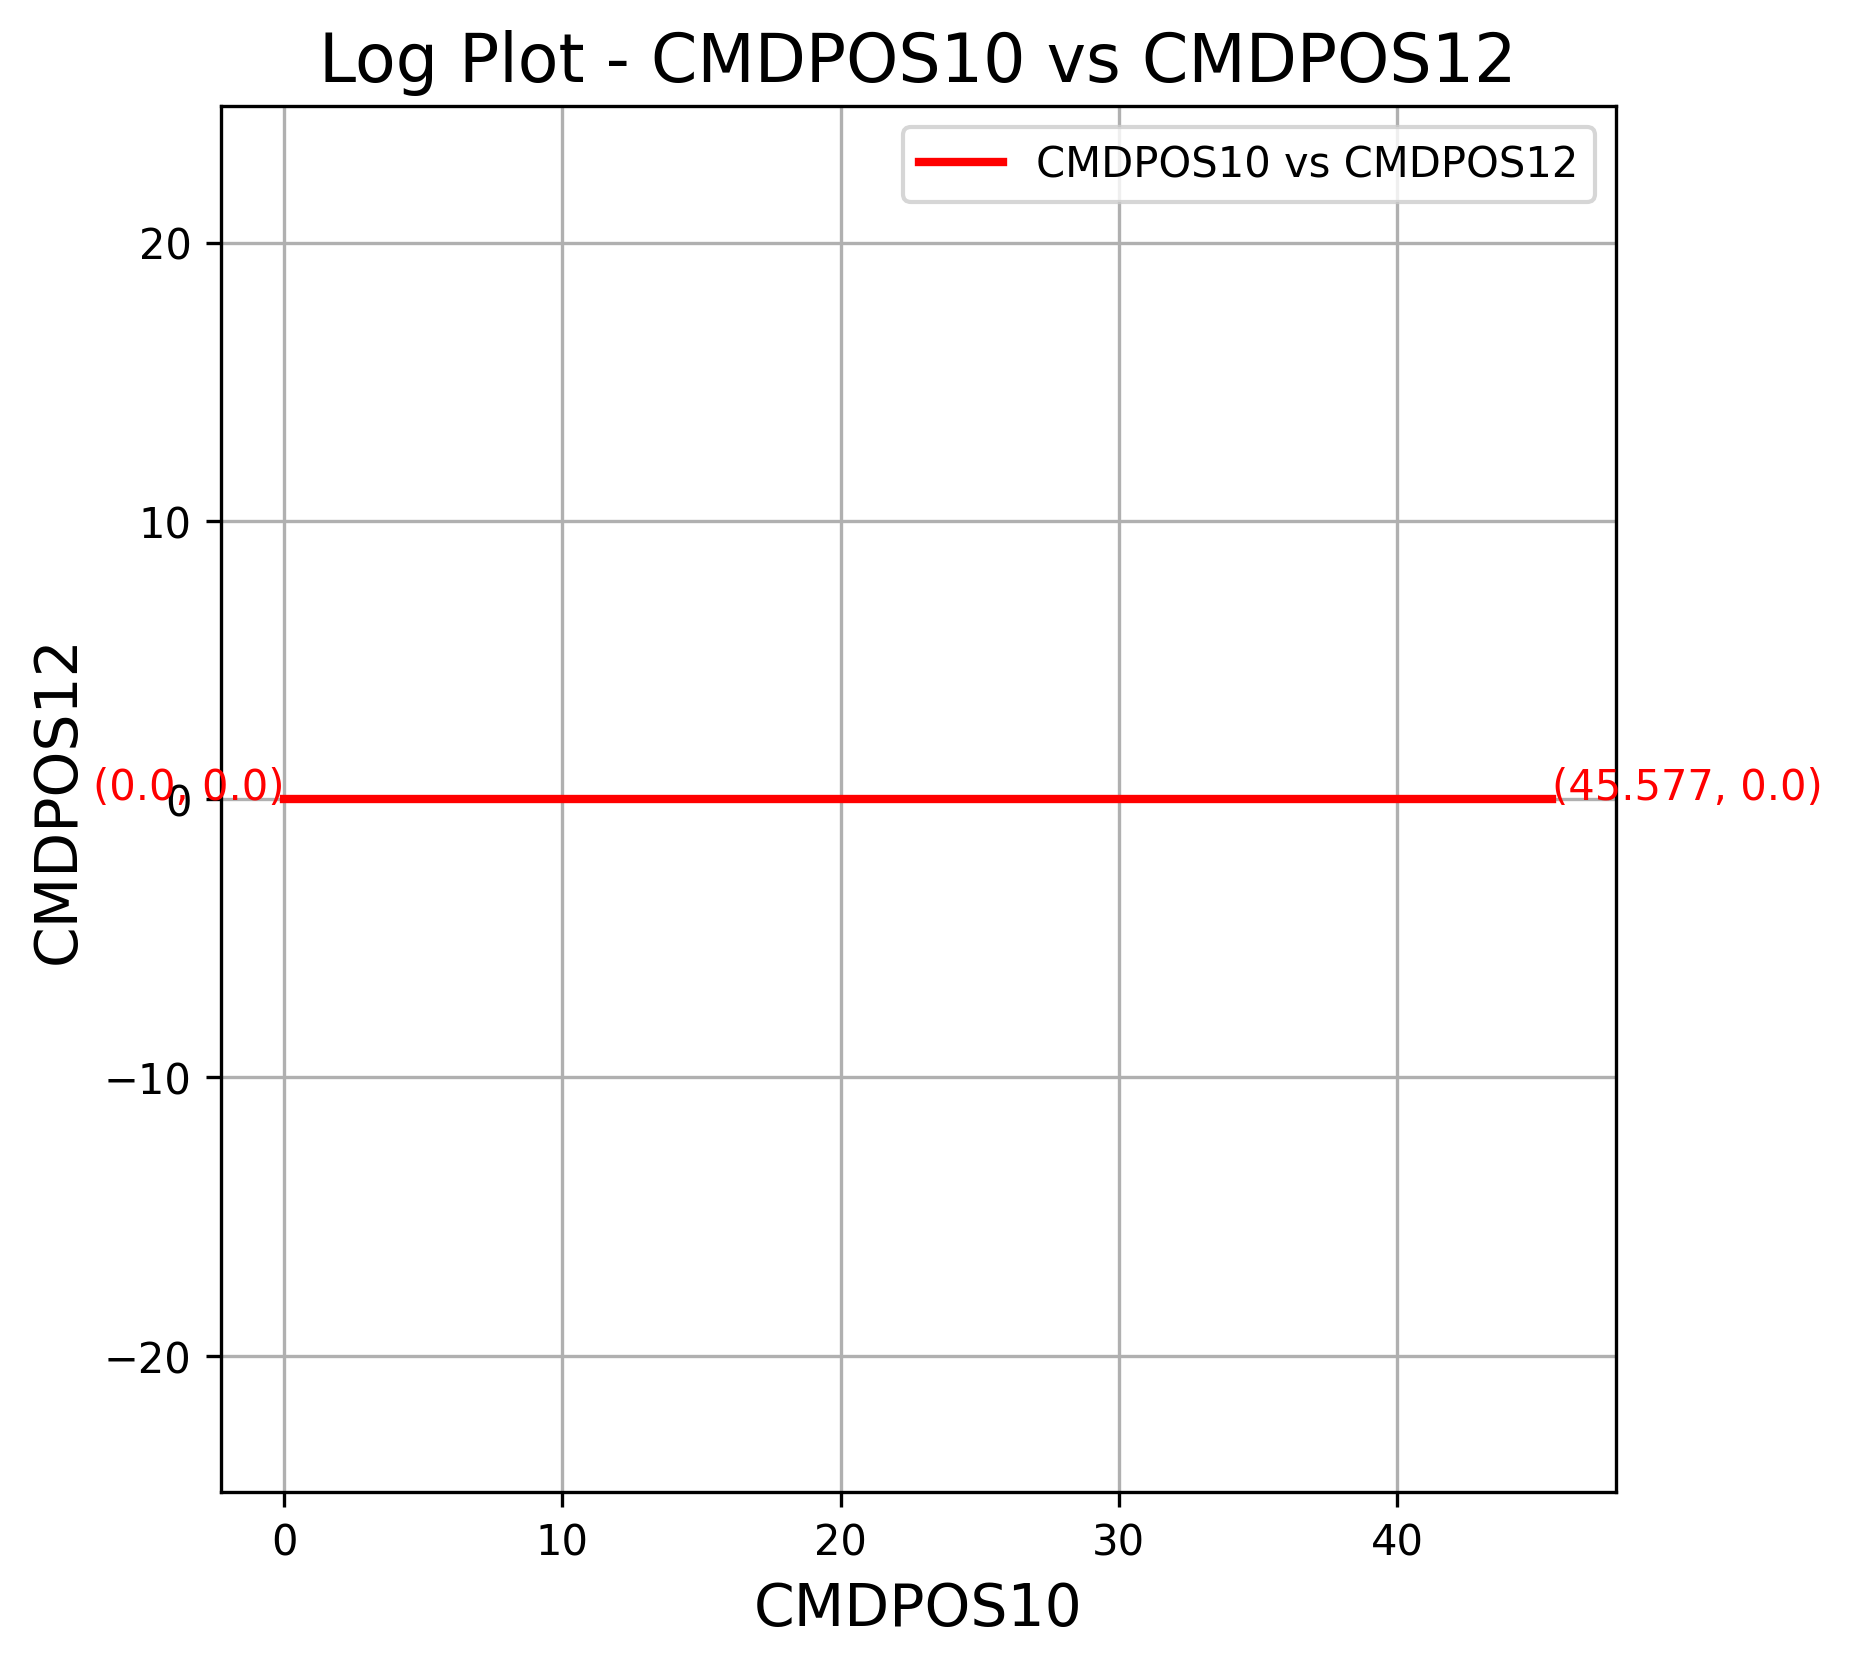 Log Plot - CMDPOS10 vs CMDPOS12
CMDPOS10 vs CMDPOS12
20
10
(0.0, 0.0)
0
(45.577, 0.0)
−10
−20
CMDPOS12
0 10 20 30 40
CMDPOS10